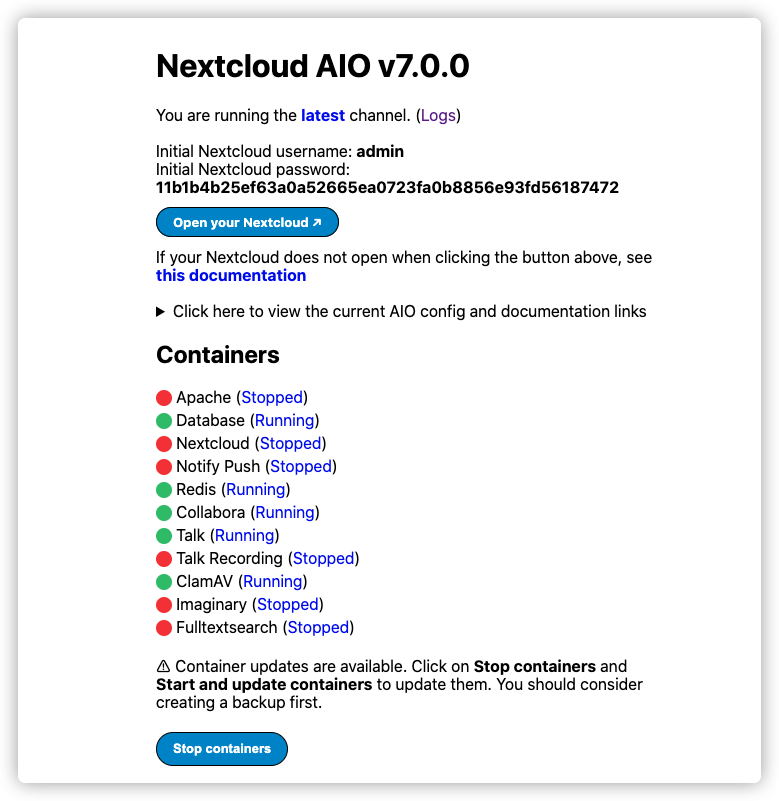 Nextcloud AIO v7.0.0
You are running the latest channel. (Logs)
Initial Nextcloud username: admin
Initial Nextcloud password:
11b1b4b25ef63a0a52665ea0723fa0b8856e93fd56187472
Open your Nextcloud ↗
If your Nextcloud does not open when clicking the button above, see
this documentation
▶ Click here to view the current AIO config and documentation links
Containers
Apache (Stopped)
Database (Running)
Nextcloud (Stopped)
Notify Push (Stopped)
Redis (Running)
Collabora (Running)
Talk (Running)
Talk Recording (Stopped)
ClamAV (Running)
Imaginary (Stopped)
Fulltextsearch (Stopped)
⚠ Container updates are available. Click on Stop containers and
Start and update containers to update them. You should consider
creating a backup first.
Stop containers